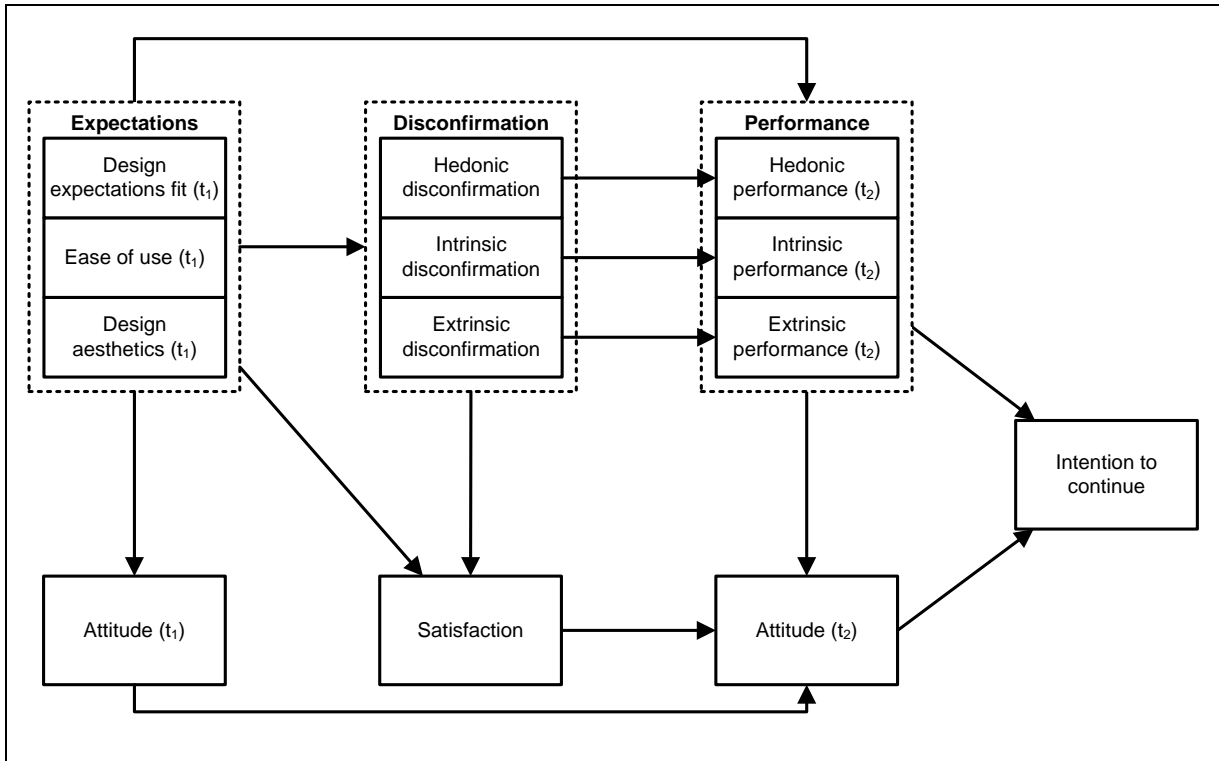 Expectations
Design
expectations fit (t₁)
Ease of use (t₁)
Design
aesthetics (t₁)
Disconfirmation
Hedonic
disconfirmation
Intrinsic
disconfirmation
Extrinsic
disconfirmation
Performance
Hedonic
performance (t₂)
Intrinsic
performance (t₂)
Extrinsic
performance (t₂)
Intention to
continue
Attitude (t₁)
Satisfaction
Attitude (t₂)